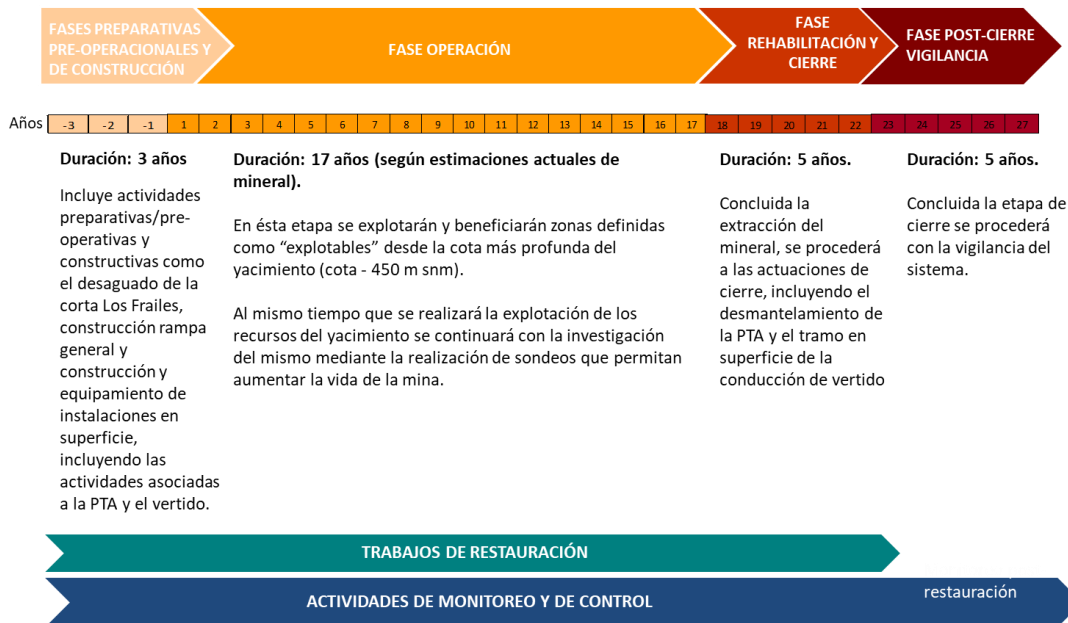 FASES PREPARATIVAS
PRE-OPERACIONALES Y
DE CONSTRUCCIÓN
FASE OPERACIÓN
FASE
REHABILITACIÓN Y
CIERRE
FASE POST-CIERRE
VIGILANCIA
Años -3 -2 -1 1 2 3 4 5 6 7 8 9 10 11 12 13 14 15 16 17 18 19 20 21 22 23 24 25 26 27
Duración: 3 años
Incluye actividades
preparativas/pre-
operativas y
constructivas como
el desaguado de la
corta Los Frailes,
construcción rampa
general y
construcción y
equipamiento de
instalaciones en
superficie,
incluyendo las
actividades asociadas
a la PTA y el vertido.
Duración: 17 años (según estimaciones actuales de
mineral).
En ésta etapa se explotarán y beneficiarán zonas definidas
como “explotables” desde la cota más profunda del
yacimiento (cota - 450 m snm).
Al mismo tiempo que se realizará la explotación de los
recursos del yacimiento se continuará con la investigación
del mismo mediante la realización de sondeos que permitan
aumentar la vida de la mina.
Duración: 5 años.
Concluida la
extracción del
mineral, se procederá
a las actuaciones de
cierre, incluyendo el
desmantelamiento de
la PTA y el tramo en
superficie de la
conducción de vertido
Duración: 5 años.
Concluida la etapa de
cierre se procederá
con la vigilancia del
sistema.
TRABAJOS DE RESTAURACIÓN
restauración
ACTIVIDADES DE MONITOREO Y DE CONTROL